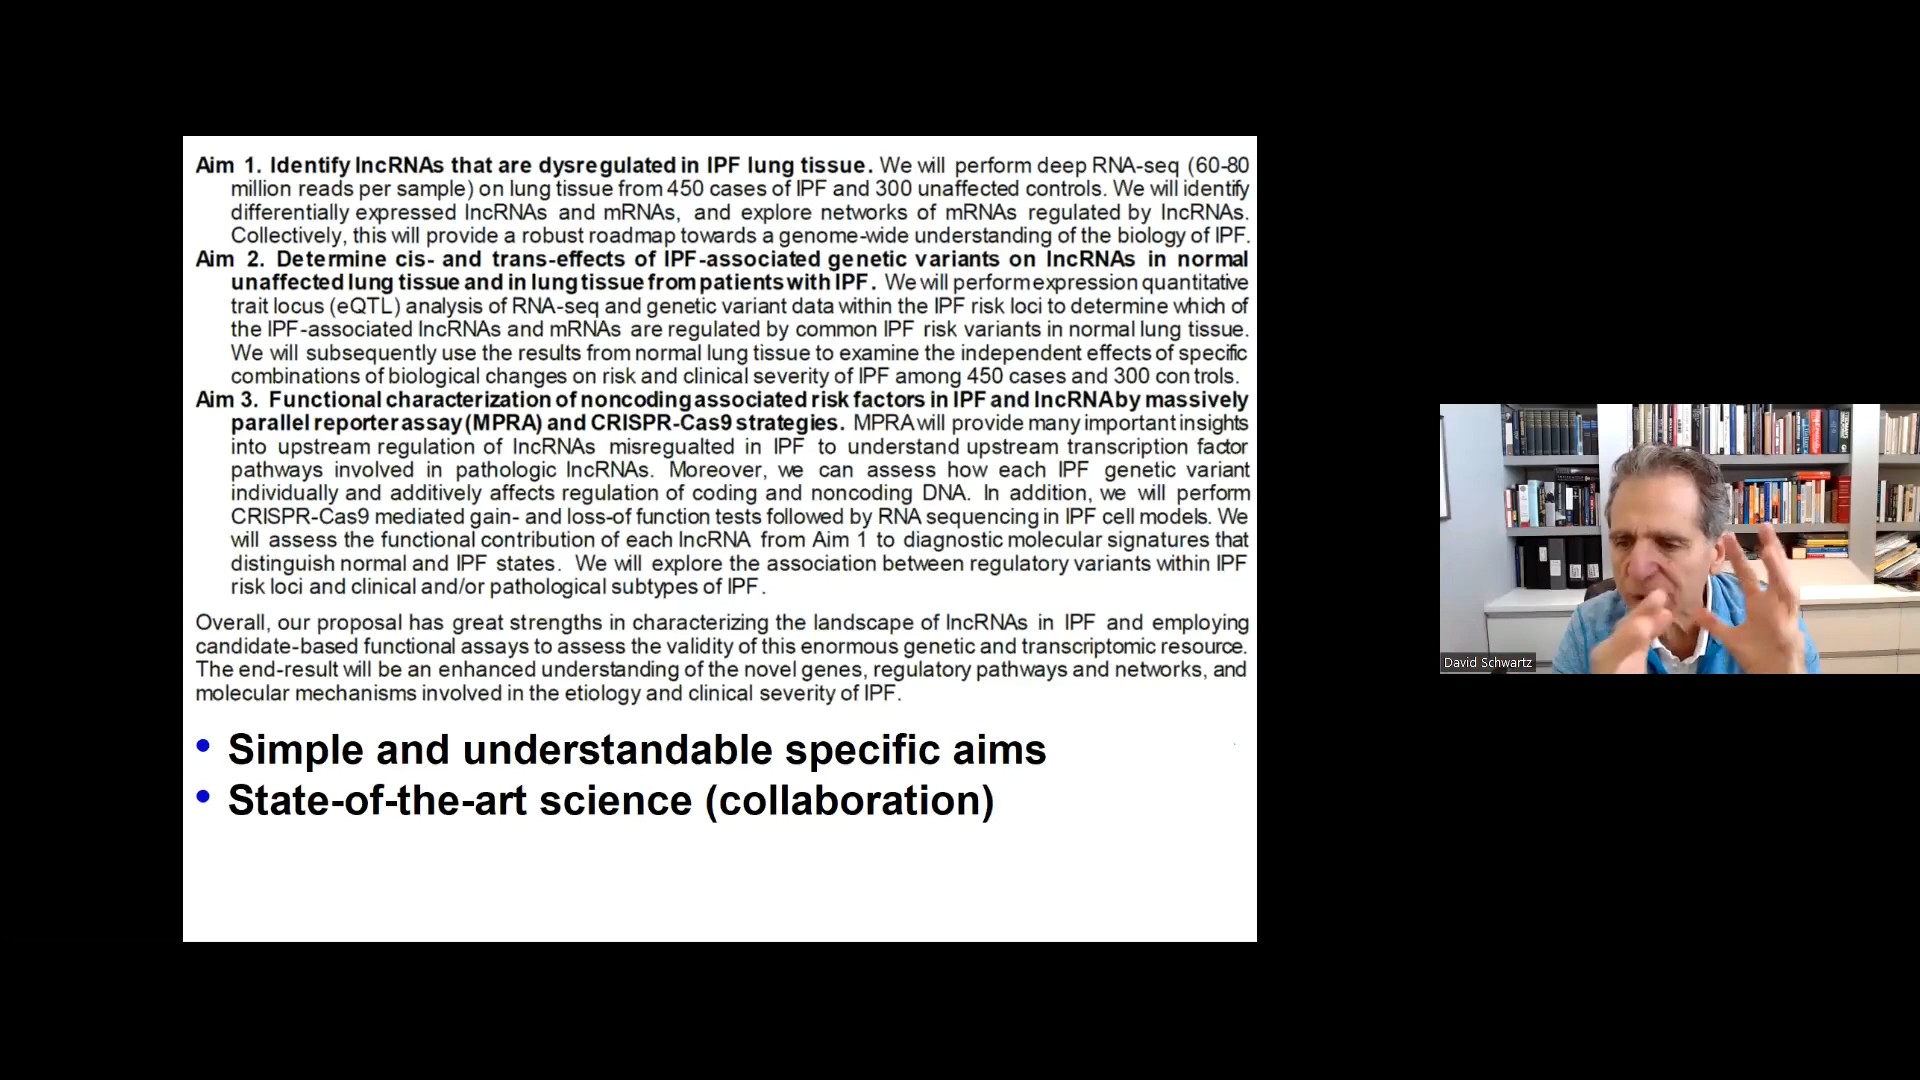 Aim 1. Identify lncRNAs that are dysregulated in IPF lung tissue. We will perform deep RNA-seq (60-80
million reads per sample) on lung tissue from 450 cases of IPF and 300 unaffected controls. We will identify
differentially expressed lncRNAs and mRNAs, and explore networks of mRNAs regulated by lncRNAs.
Collectively, this will provide a robust roadmap towards a genome-wide understanding of the biology of IPF.
Aim 2. Determine cis- and trans-effects of IPF-associated genetic variants on lncRNAs in normal
unaffected lung tissue and in lung tissue from patients with IPF. We will perform expression quantitative
trait locus (eQTL) analysis of RNA-seq and genetic variant data within the IPF risk loci to determine which of
the IPF-associated lncRNAs and mRNAs are regulated by common IPF risk variants in normal lung tissue.
We will subsequently use the results from normal lung tissue to examine the independent effects of specific
combinations of biological changes on risk and clinical severity of IPF among 450 cases and 300 controls.
Aim 3. Functional characterization of noncoding associated risk factors in IPF and lncRNA by massively
parallel reporter assay (MPRA) and CRISPR-Cas9 strategies. MPRA will provide many important insights
into upstream regulation of lncRNAs misregualted in IPF to understand upstream transcription factor
pathways involved in pathologic lncRNAs. Moreover, we can assess how each IPF genetic variant
individually and additively affects regulation of coding and noncoding DNA. In addition, we will perform
CRISPR-Cas9 mediated gain- and loss-of function tests followed by RNA sequencing in IPF cell models. We
will assess the functional contribution of each lncRNA from Aim 1 to diagnostic molecular signatures that
distinguish normal and IPF states. We will explore the association between regulatory variants within IPF
risk loci and clinical and/or pathological subtypes of IPF.
Overall, our proposal has great strengths in characterizing the landscape of lncRNAs in IPF and employing
candidate-based functional assays to assess the validity of this enormous genetic and transcriptomic resource.
The end-result will be an enhanced understanding of the novel genes, regulatory pathways and networks, and
molecular mechanisms involved in the etiology and clinical severity of IPF.
• Simple and understandable specific aims
• State-of-the-art science (collaboration)
David Schwartz